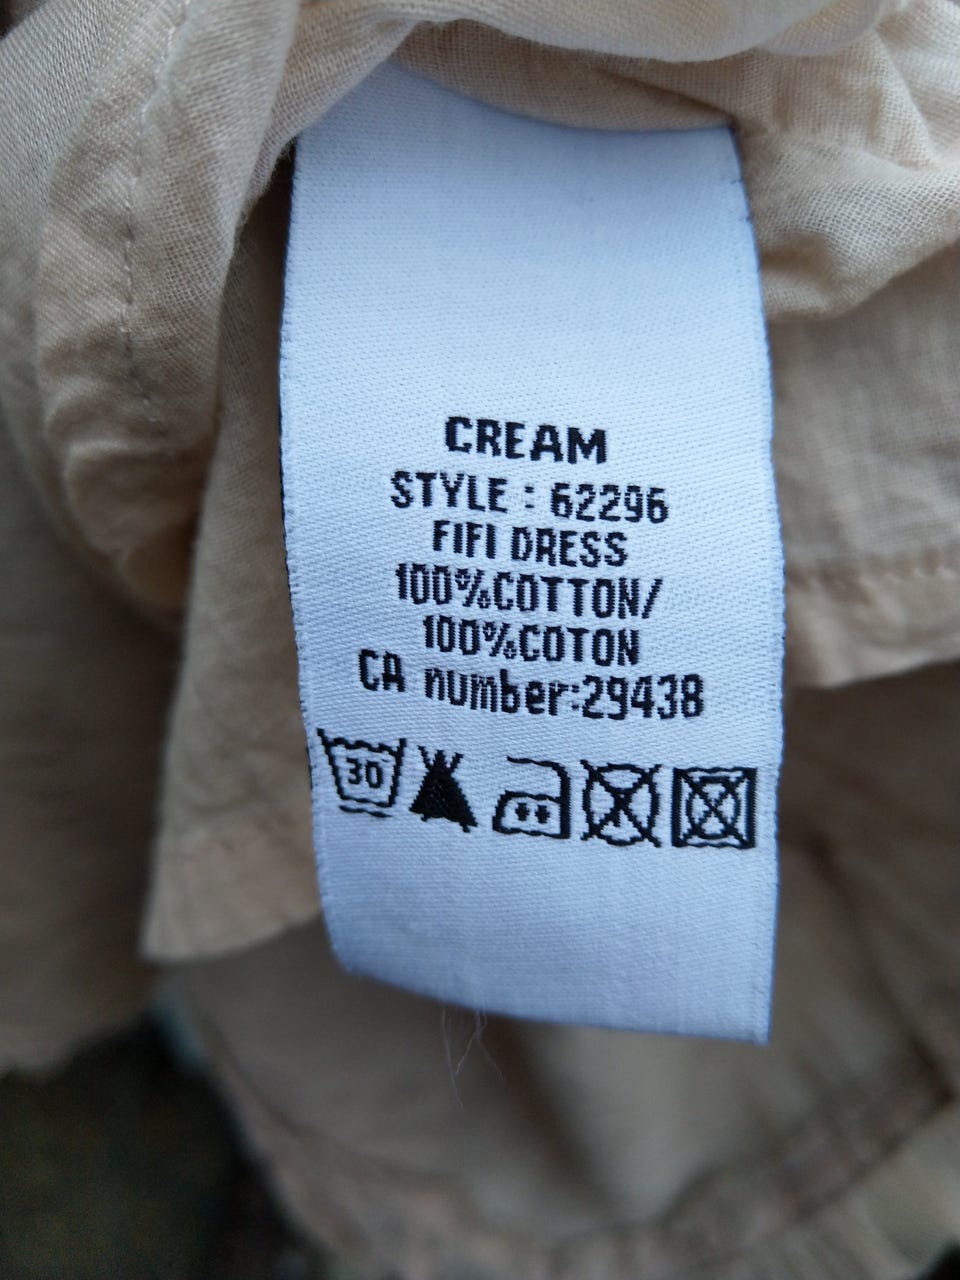 CREAM
STYLE : 62296
FIFI DRESS
100%COTTON/
100%COTON
CA number:29438
30